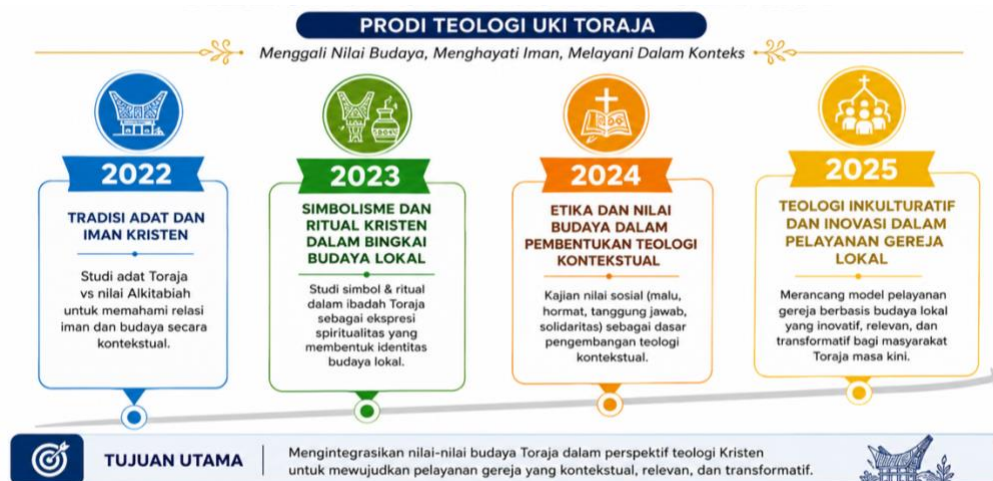 PRODI TEOLOGI UKI TORAJA
Menggali Nilai Budaya, Menghayati Iman, Melayani Dalam Konteks
2022
TRADISI ADAT DAN
IMAN KRISTEN
Studi adat Toraja
vs nilai Alkitabiah
untuk memahami relasi
iman dan budaya secara
kontekstual.
2023
SIMBOLISME DAN
RITUAL KRISTEN
DALAM BINGKAI
BUDAYA LOKAL
Studi simbol & ritual
dalam ibadah Toraja
sebagai ekspresi
spiritualitas yang
membentuk identitas
budaya lokal.
2024
ETIKA DAN NILAI
BUDAYA DALAM
PEMBENTUKAN TEOLOGI
KONTEKSTUAL
Kajian nilai sosial (malu,
hormat, tanggung jawab,
solidaritas) sebagai dasar
pengembangan teologi
kontekstual.
2025
TEOLOGI INKULTURATIF
DAN INOVASI DALAM
PELAYANAN GEREJA
LOKAL
Merancang model pelayanan
gereja berbasis budaya lokal
yang inovatif, relevan, dan
transformatif bagi masyarakat
Toraja masa kini.
TUJUAN UTAMA
Mengintegrasikan nilai-nilai budaya Toraja dalam perspektif teologi Kristen
untuk mewujudkan pelayanan gereja yang kontekstual, relevan, dan transformatif.